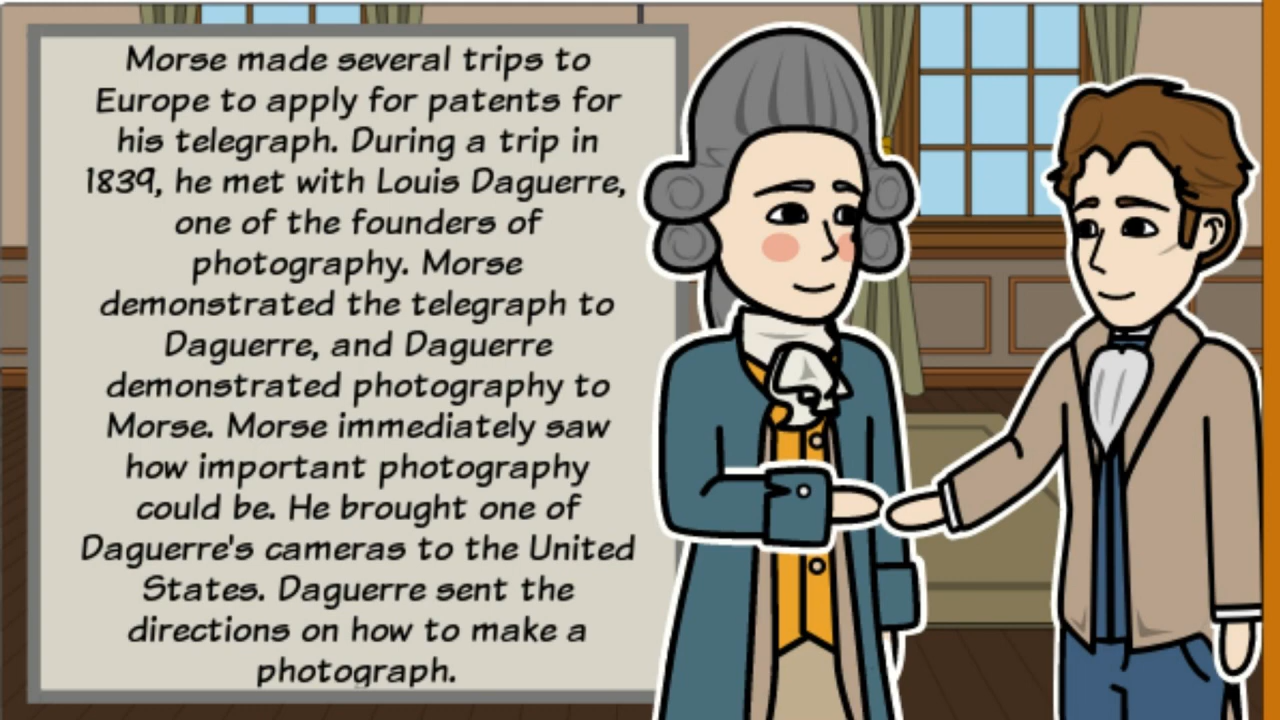 Morse made several trips to
Europe to apply for patents for
his telegraph. During a trip in
1839, he met with Louis Daguerre,
one of the founders of
photography. Morse
demonstrated the telegraph to
Daguerre, and Daguerre
demonstrated photography to
Morse. Morse immediately saw
how important photography
could be. He brought one of
Daguerre's cameras to the United
States. Daguerre sent the
directions on how to make a
photograph.